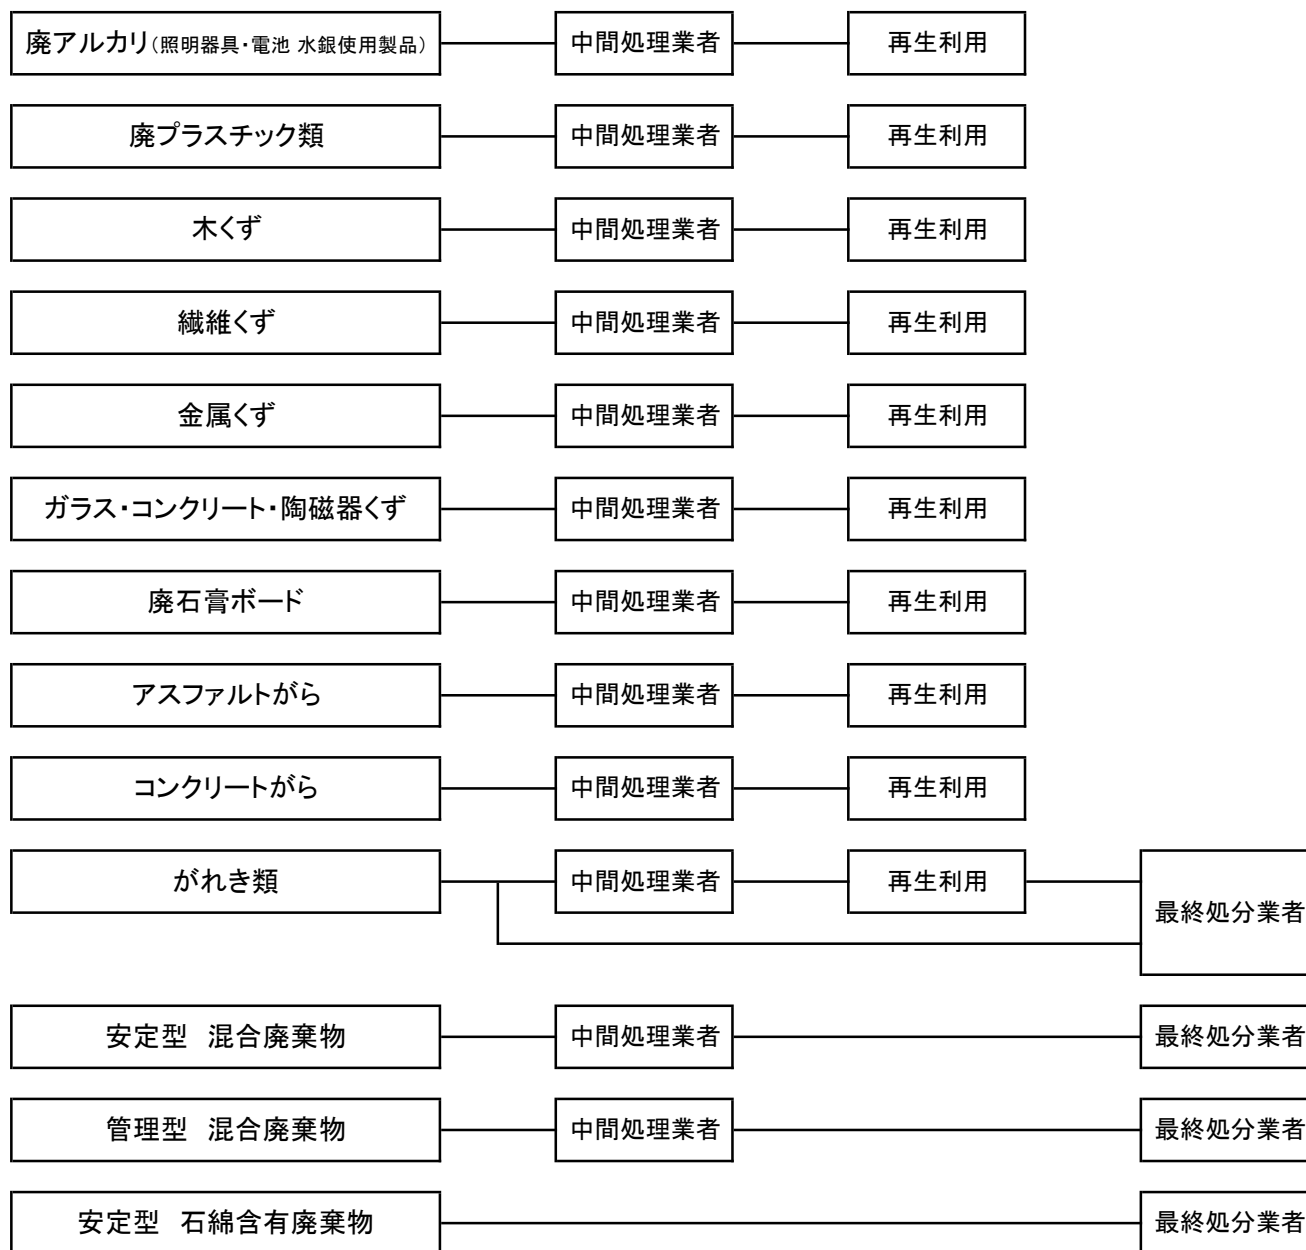 廃アルカリ(照明器具・電池 水銀使用製品) 中間処理業者 再生利用
廃プラスチック類 中間処理業者 再生利用
木くず 中間処理業者 再生利用
繊維くず 中間処理業者 再生利用
金属くず 中間処理業者 再生利用
ガラス・コンクリート・陶磁器くず 中間処理業者 再生利用
廃石膏ボード 中間処理業者 再生利用
アスファルトがら 中間処理業者 再生利用
コンクリートがら 中間処理業者 再生利用
がれき類 中間処理業者 再生利用 最終処分業者
安定型　混合廃棄物 中間処理業者 最終処分業者
管理型　混合廃棄物 中間処理業者 最終処分業者
安定型　石綿含有廃棄物 最終処分業者